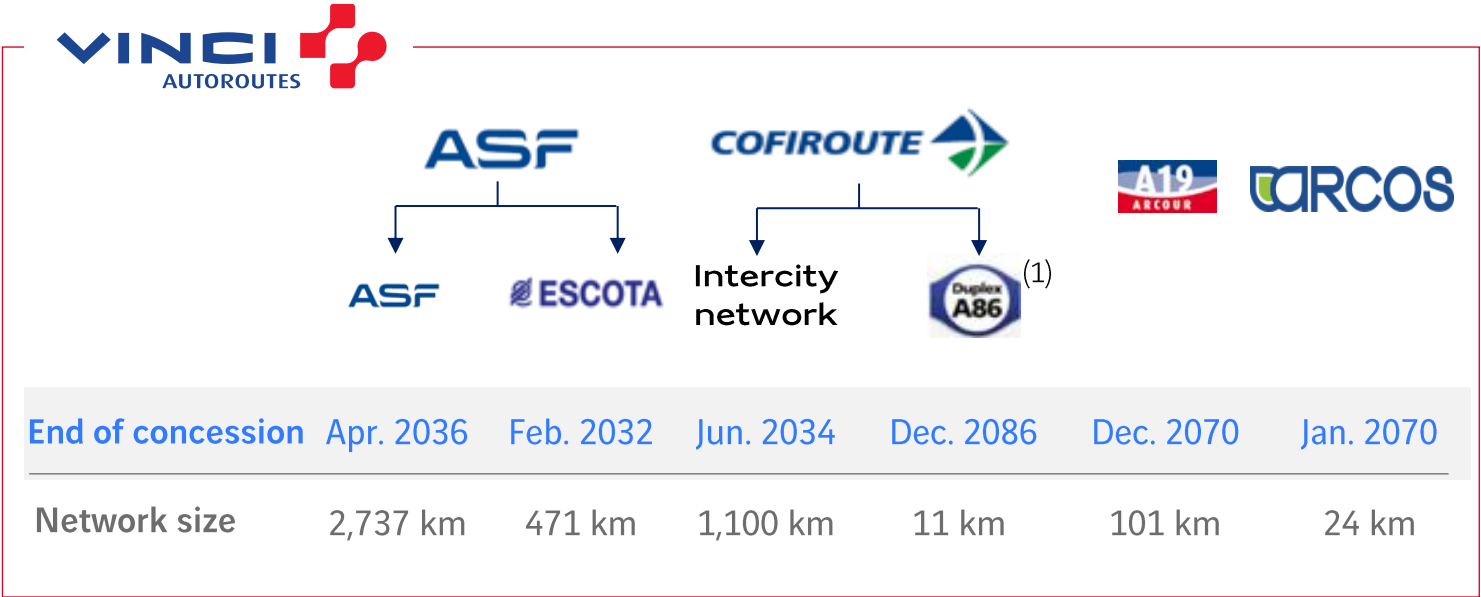 VINCI
AUTOROUTES
ASF
COFIROUTE
A19
ARCOUR
ARCOS
ASF
ESCOTA
Intercity
network
Duplex
A86
(1)
End of concession Apr. 2036 Feb. 2032 Jun. 2034 Dec. 2086 Dec. 2070 Jan. 2070
Network size 2,737 km 471 km 1,100 km 11 km 101 km 24 km